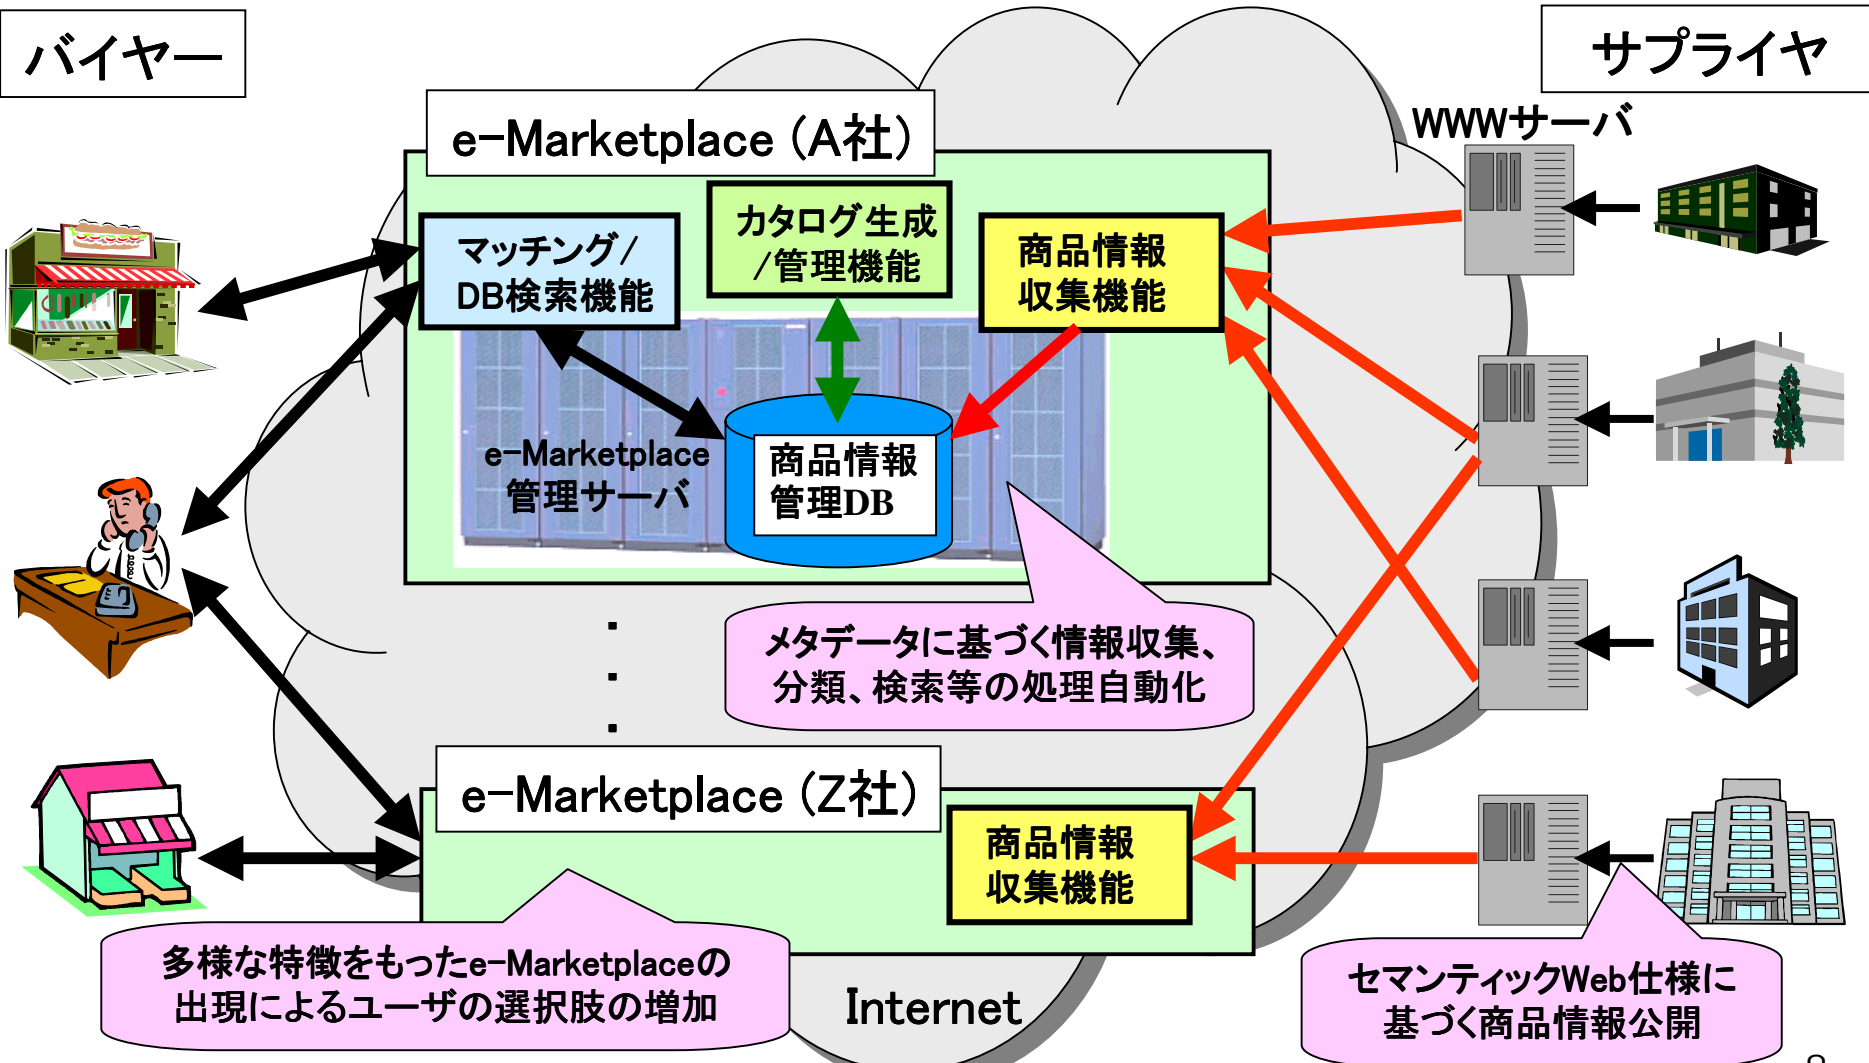 バイヤー
サプライヤ
WWWサーバ
e-Marketplace (A社)
マッチング/
DB検索機能
カタログ生成
/管理機能
商品情報
収集機能
e-Marketplace
管理サーバ
商品情報
管理DB
メタデータに基づく情報収集、
分類、検索等の処理自動化
・
・
・
e-Marketplace (Z社)
商品情報
収集機能
多様な特徴をもったe-Marketplaceの
出現によるユーザの選択肢の増加
Internet
セマンティックWeb仕様に
基づく商品情報公開